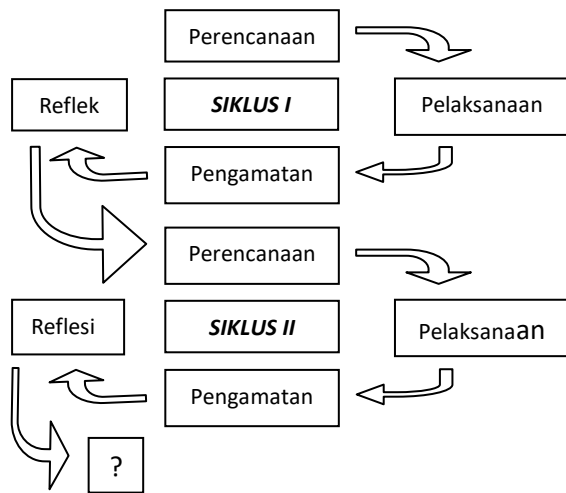 Perencanaan
Reflek
SIKLUS I
Pelaksanaan
Pengamatan
Perencanaan
Reflesi
SIKLUS II
Pelaksanaan
Pengamatan
?